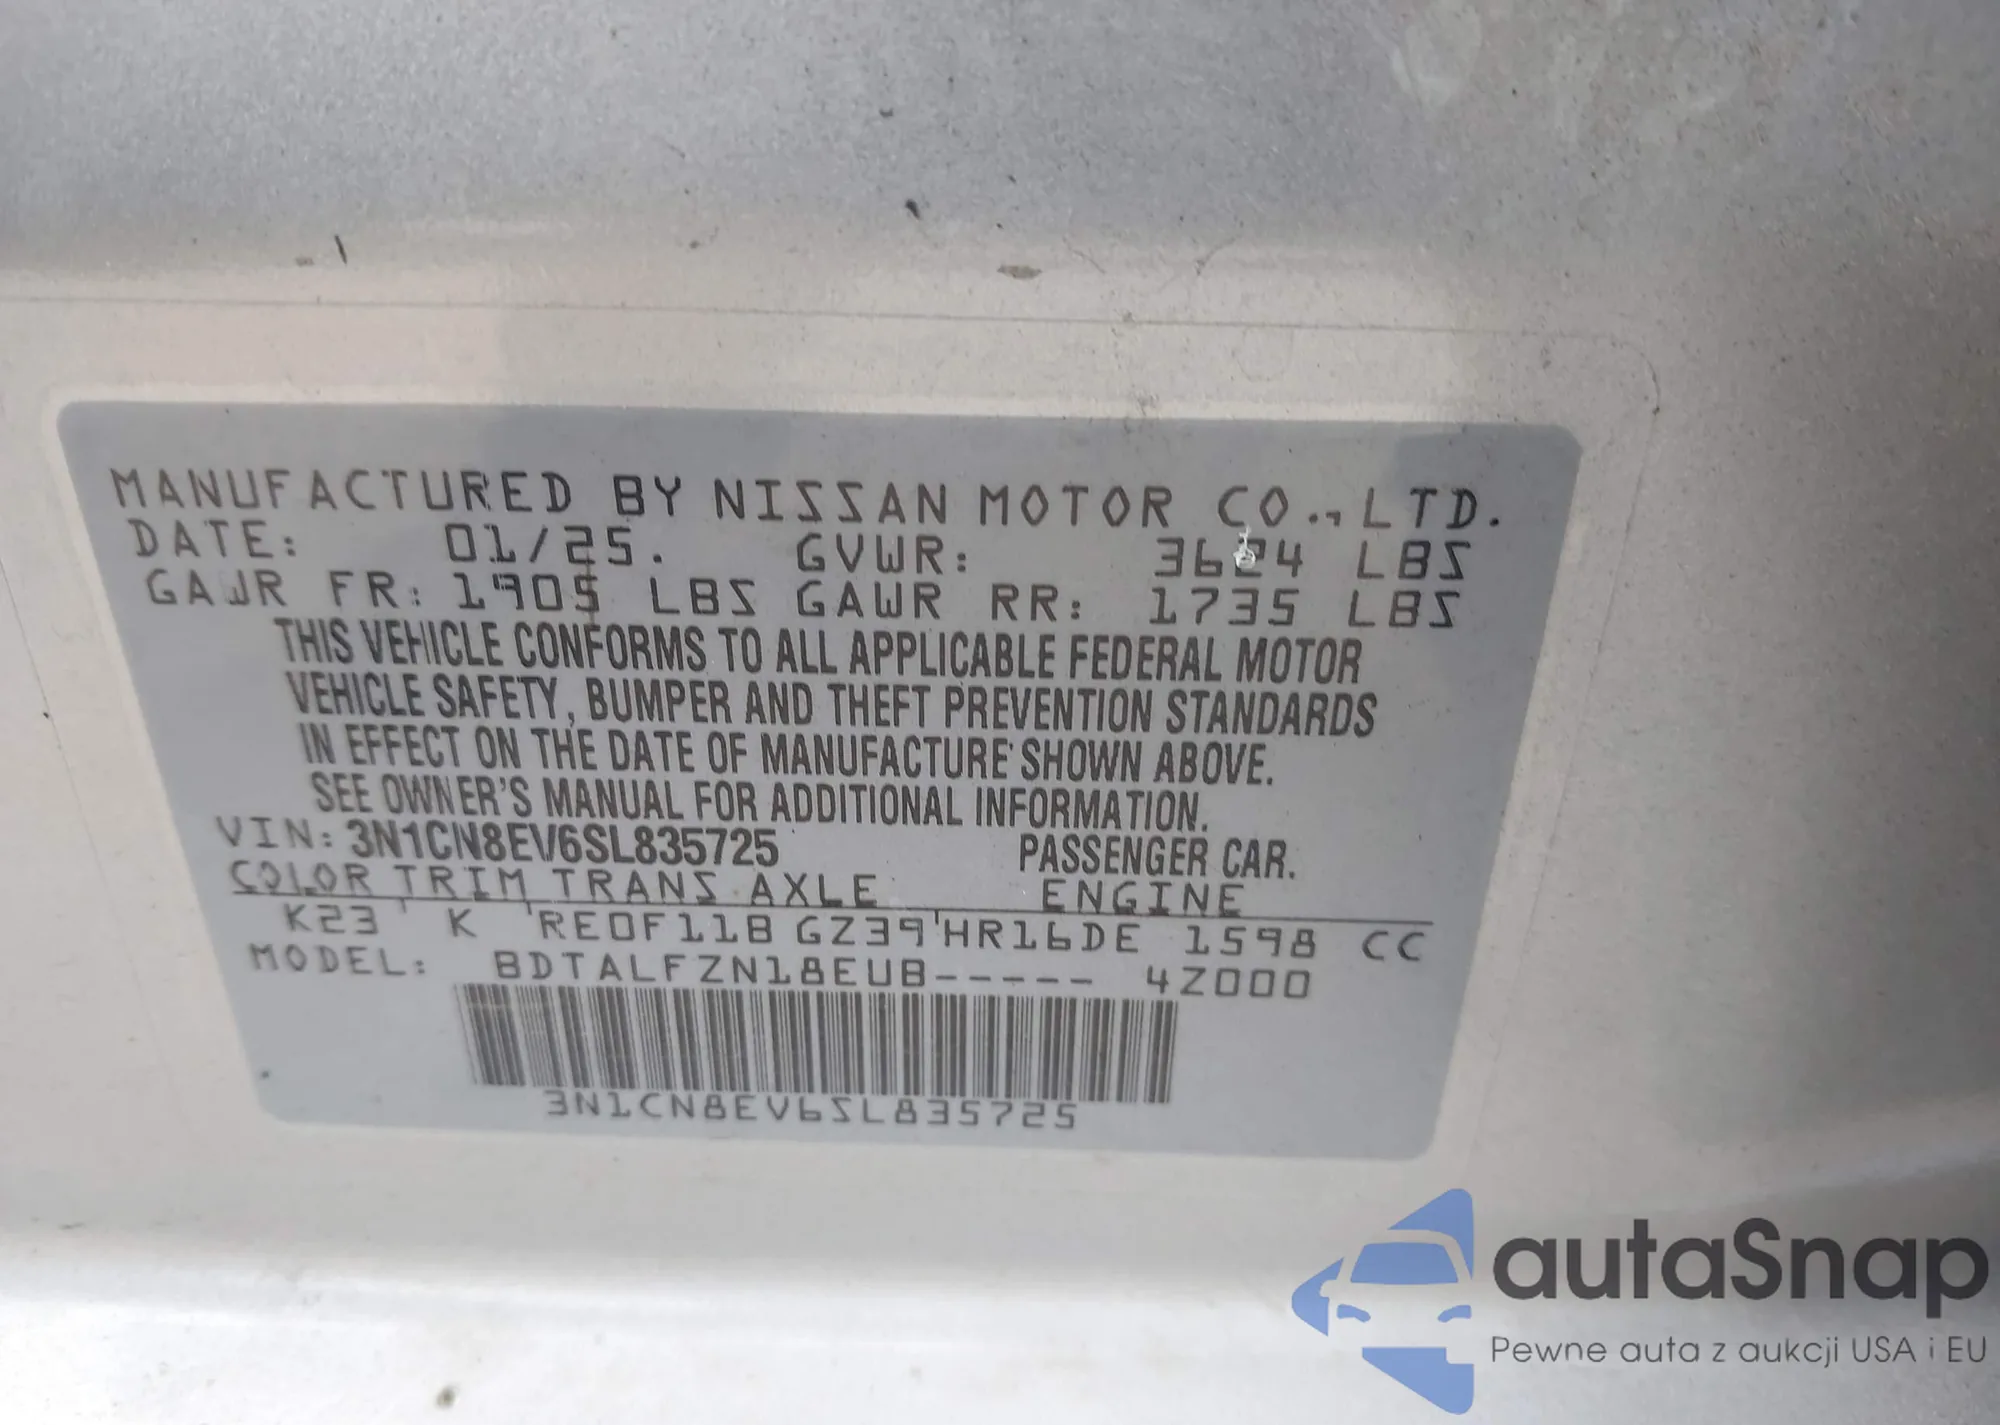 MANUFACTURED BY NISSAN MOTOR CO., LTD.
DATE: 01/25. GVWR: 3624 LBS
GAWR FR: 1905 LBS GAWR RR: 1735 LBS
THIS VEHICLE CONFORMS TO ALL APPLICABLE FEDERAL MOTOR
VEHICLE SAFETY, BUMPER AND THEFT PREVENTION STANDARDS
IN EFFECT ON THE DATE OF MANUFACTURE SHOWN ABOVE.
SEE OWNER'S MANUAL FOR ADDITIONAL INFORMATION.
VIN: 3N1CN8EV6SL835725 PASSENGER CAR.
COLOR TRIM TRANS AXLE ENGINE
K23 K RE0F11B GZ39 HR16DE 1598 CC
MODEL: BDTALFZN18EUB----- 4Z000
3N1CN8EV6SL835725
autaSnap
Pewne auta z aukcji USA i EU